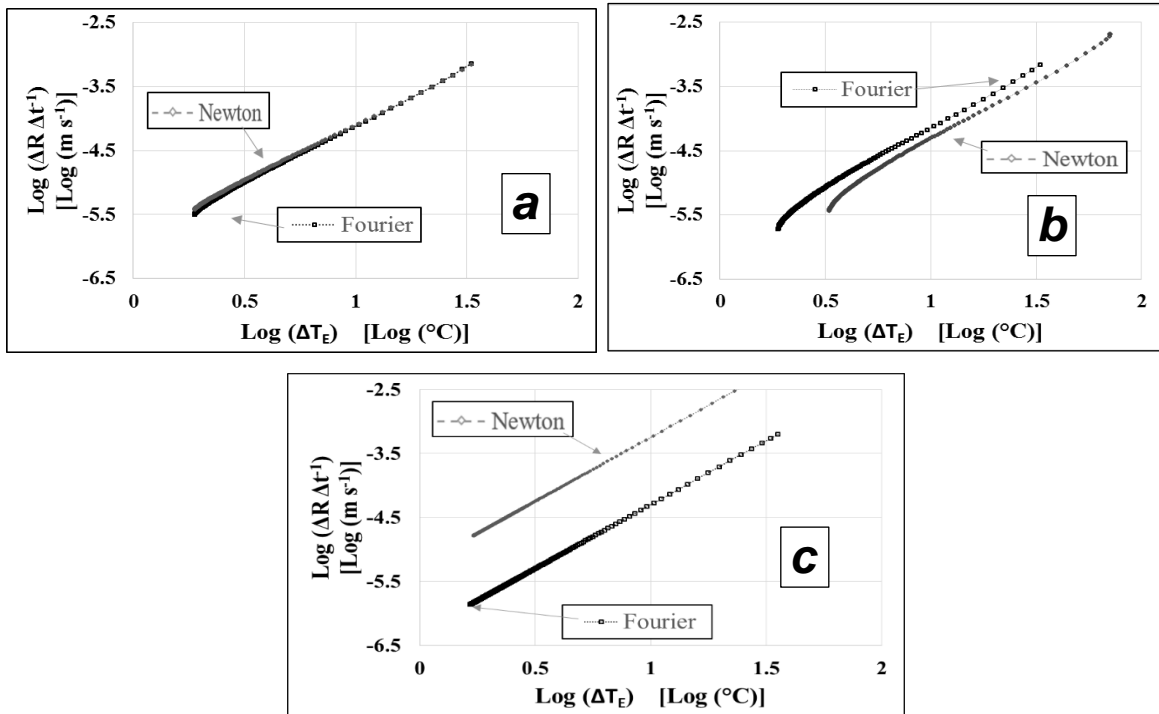 -2.5
-3.5
-4.5
-5.5
-6.5
Log (ΔR Δt⁻¹)
[Log (m s⁻¹)]
Newton
Fourier
a
0 0.5 1 1.5 2
Log (ΔT_E) [Log (°C)]
-2.5
-3.5
-4.5
-5.5
-6.5
Log (ΔR Δt⁻¹)
[Log (m s⁻¹)]
Fourier
Newton
b
0 0.5 1 1.5 2
Log (ΔT_E) [Log (°C)]
-2.5
-3.5
-4.5
-5.5
-6.5
Log (ΔR Δt⁻¹)
[Log (m s⁻¹)]
Newton
c
Fourier
0 0.5 1 1.5 2
Log (ΔT_E) [Log (°C)]